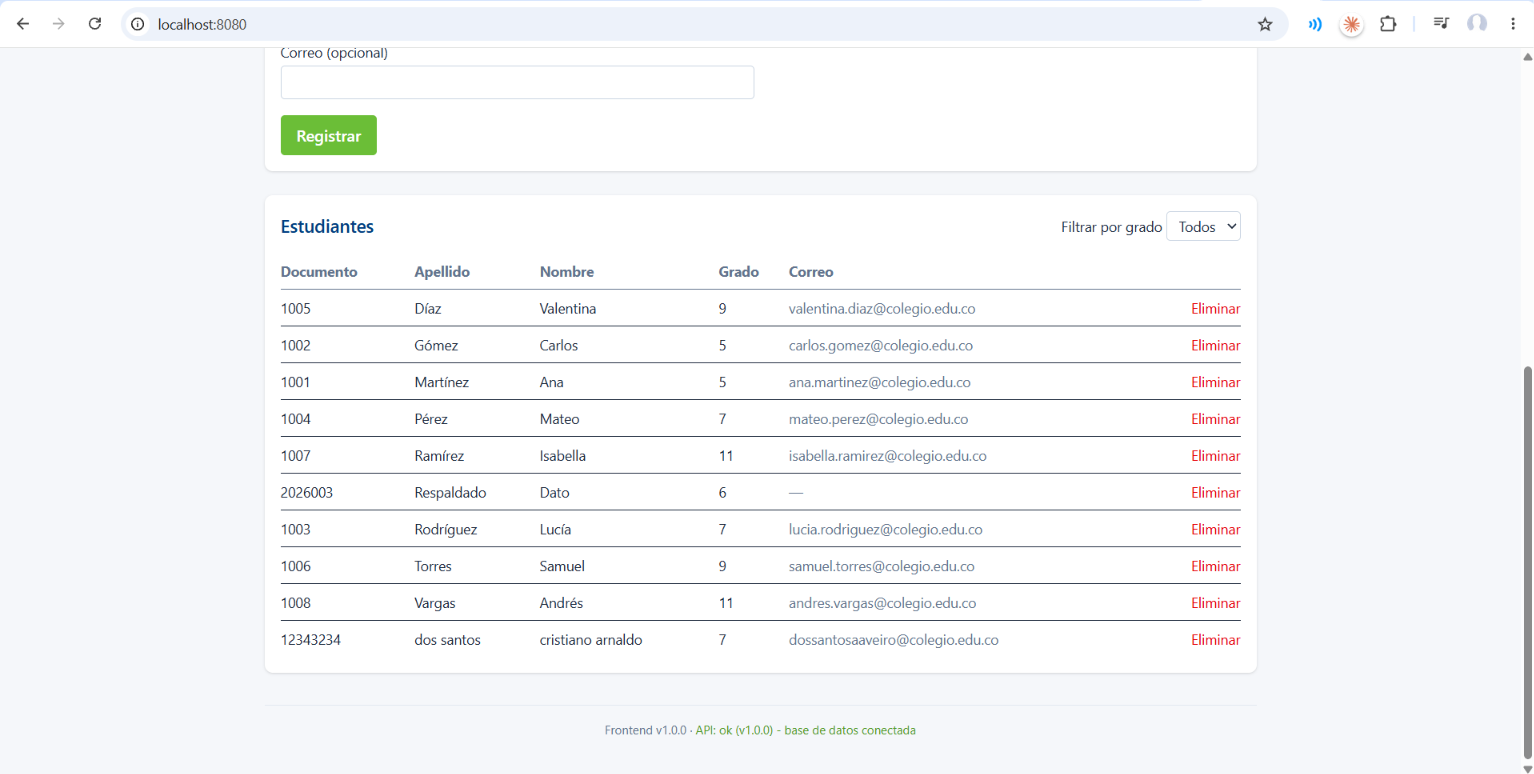 localhost:8080
Correo (opcional)
Registrar
Estudiantes
Filtrar por grado Todos
Documento Apellido Nombre Grado Correo
1005 Díaz Valentina 9 valentina.diaz@colegio.edu.co Eliminar
1002 Gómez Carlos 5 carlos.gomez@colegio.edu.co Eliminar
1001 Martínez Ana 5 ana.martinez@colegio.edu.co Eliminar
1004 Pérez Mateo 7 mateo.perez@colegio.edu.co Eliminar
1007 Ramírez Isabella 11 isabella.ramirez@colegio.edu.co Eliminar
2026003 Respaldado Dato 6 — Eliminar
1003 Rodríguez Lucía 7 lucia.rodriguez@colegio.edu.co Eliminar
1006 Torres Samuel 9 samuel.torres@colegio.edu.co Eliminar
1008 Vargas Andrés 11 andres.vargas@colegio.edu.co Eliminar
12343234 dos santos cristiano arnaldo 7 dossantosaaveiro@colegio.edu.co Eliminar
Frontend v1.0.0 · API: ok (v1.0.0) - base de datos conectada